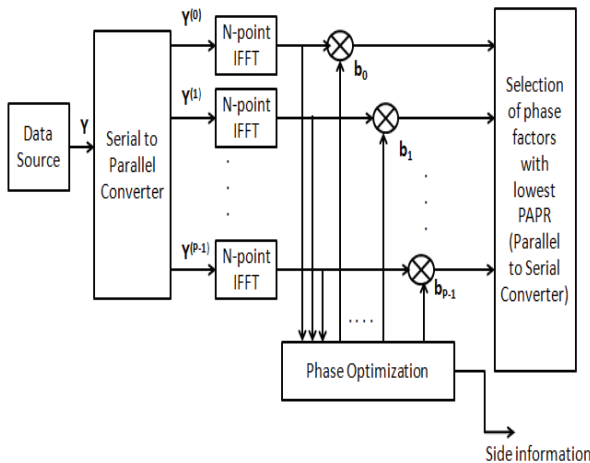 Data
Source
Y
Serial to
Parallel
Converter
Y(0)
N-point
IFFT
b0
Y(1)
N-point
IFFT
b1
Y(P-1)
N-point
IFFT
bP-1
Phase Optimization
Selection
of phase
factors
with
lowest
PAPR
(Parallel
to Serial
Converter)
Side information